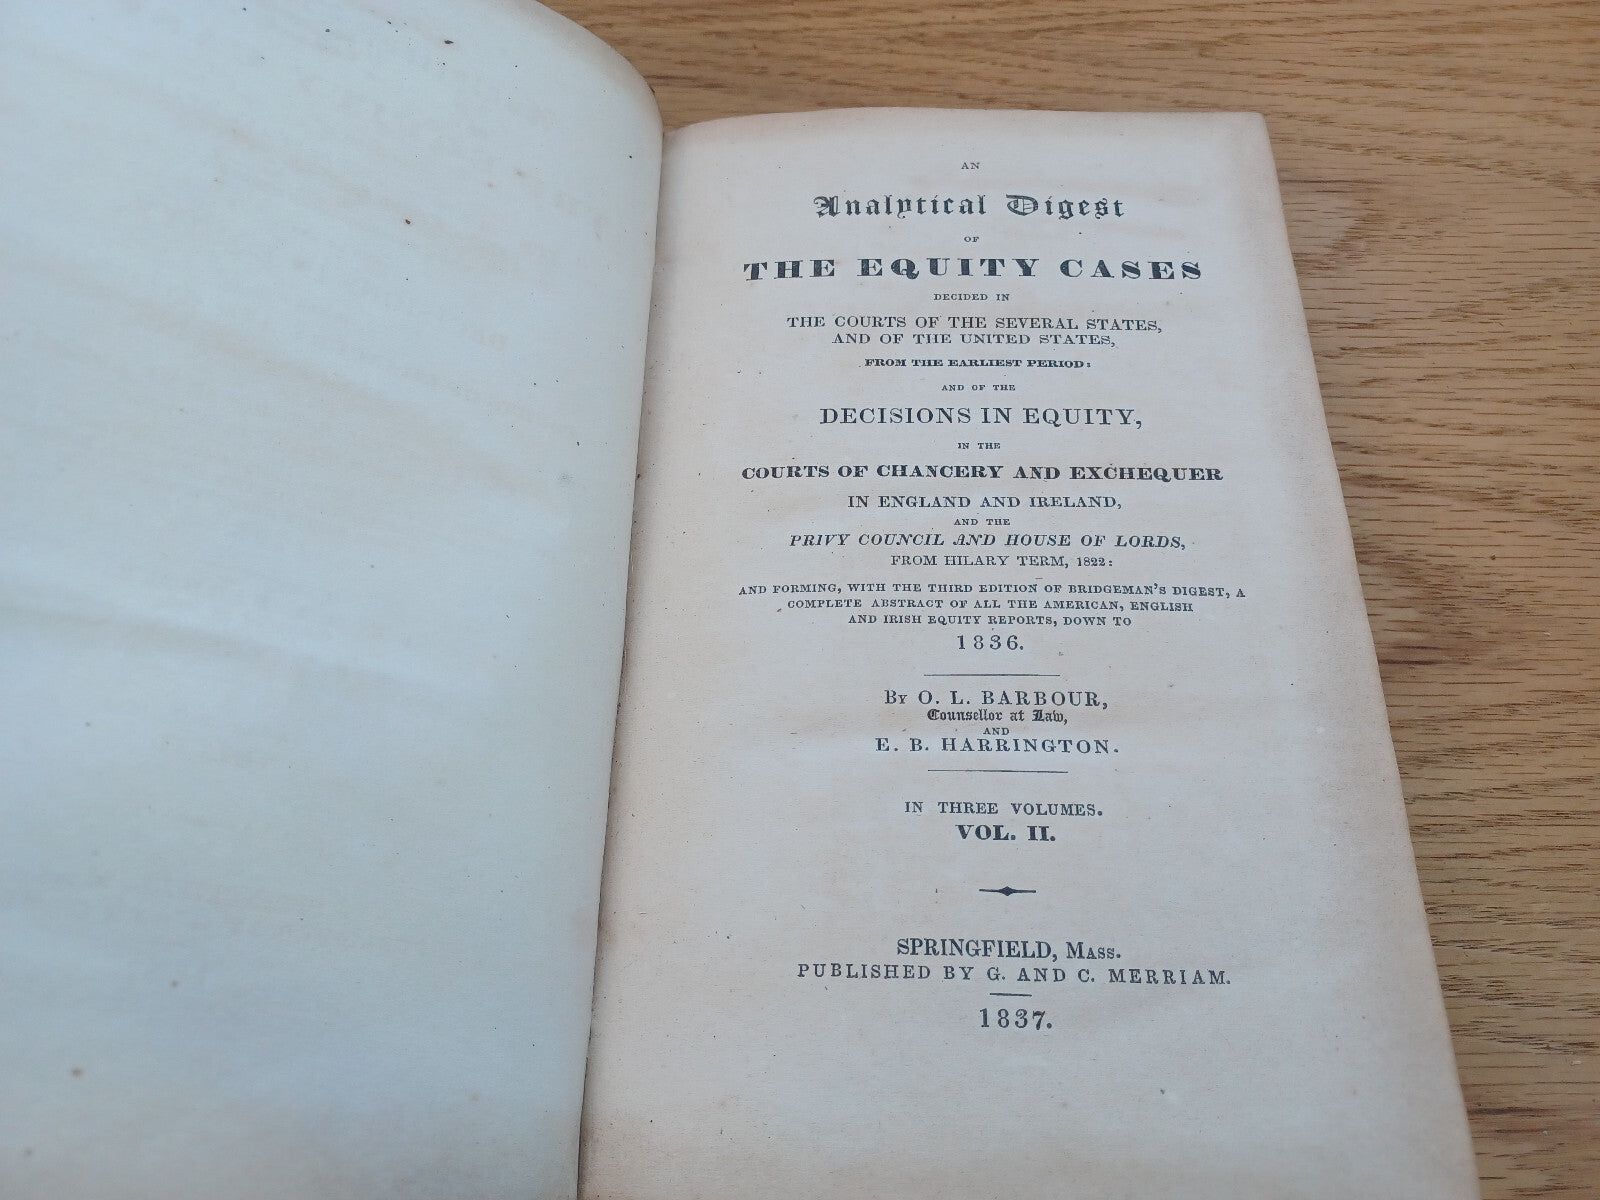 AN
Analytical Digest
OF
THE EQUITY CASES
DECIDED IN
THE COURTS OF THE SEVERAL STATES,
AND OF THE UNITED STATES,
FROM THE EARLIEST PERIOD:
AND OF THE
DECISIONS IN EQUITY,
IN THE
COURTS OF CHANCERY AND EXCHEQUER
IN ENGLAND AND IRELAND,
AND THE
PRIVY COUNCIL AND HOUSE OF LORDS,
FROM HILARY TERM, 1822:
AND FORMING, WITH THE THIRD EDITION OF BRIDGEMAN'S DIGEST, A
COMPLETE ABSTRACT OF ALL THE AMERICAN, ENGLISH
AND IRISH EQUITY REPORTS, DOWN TO
1836.
By O. L. BARBOUR,
Counsellor at Law,
AND
E. B. HARRINGTON.
IN THREE VOLUMES.
VOL. II.
SPRINGFIELD, Mass.
PUBLISHED BY G. AND C. MERRIAM.
1837.